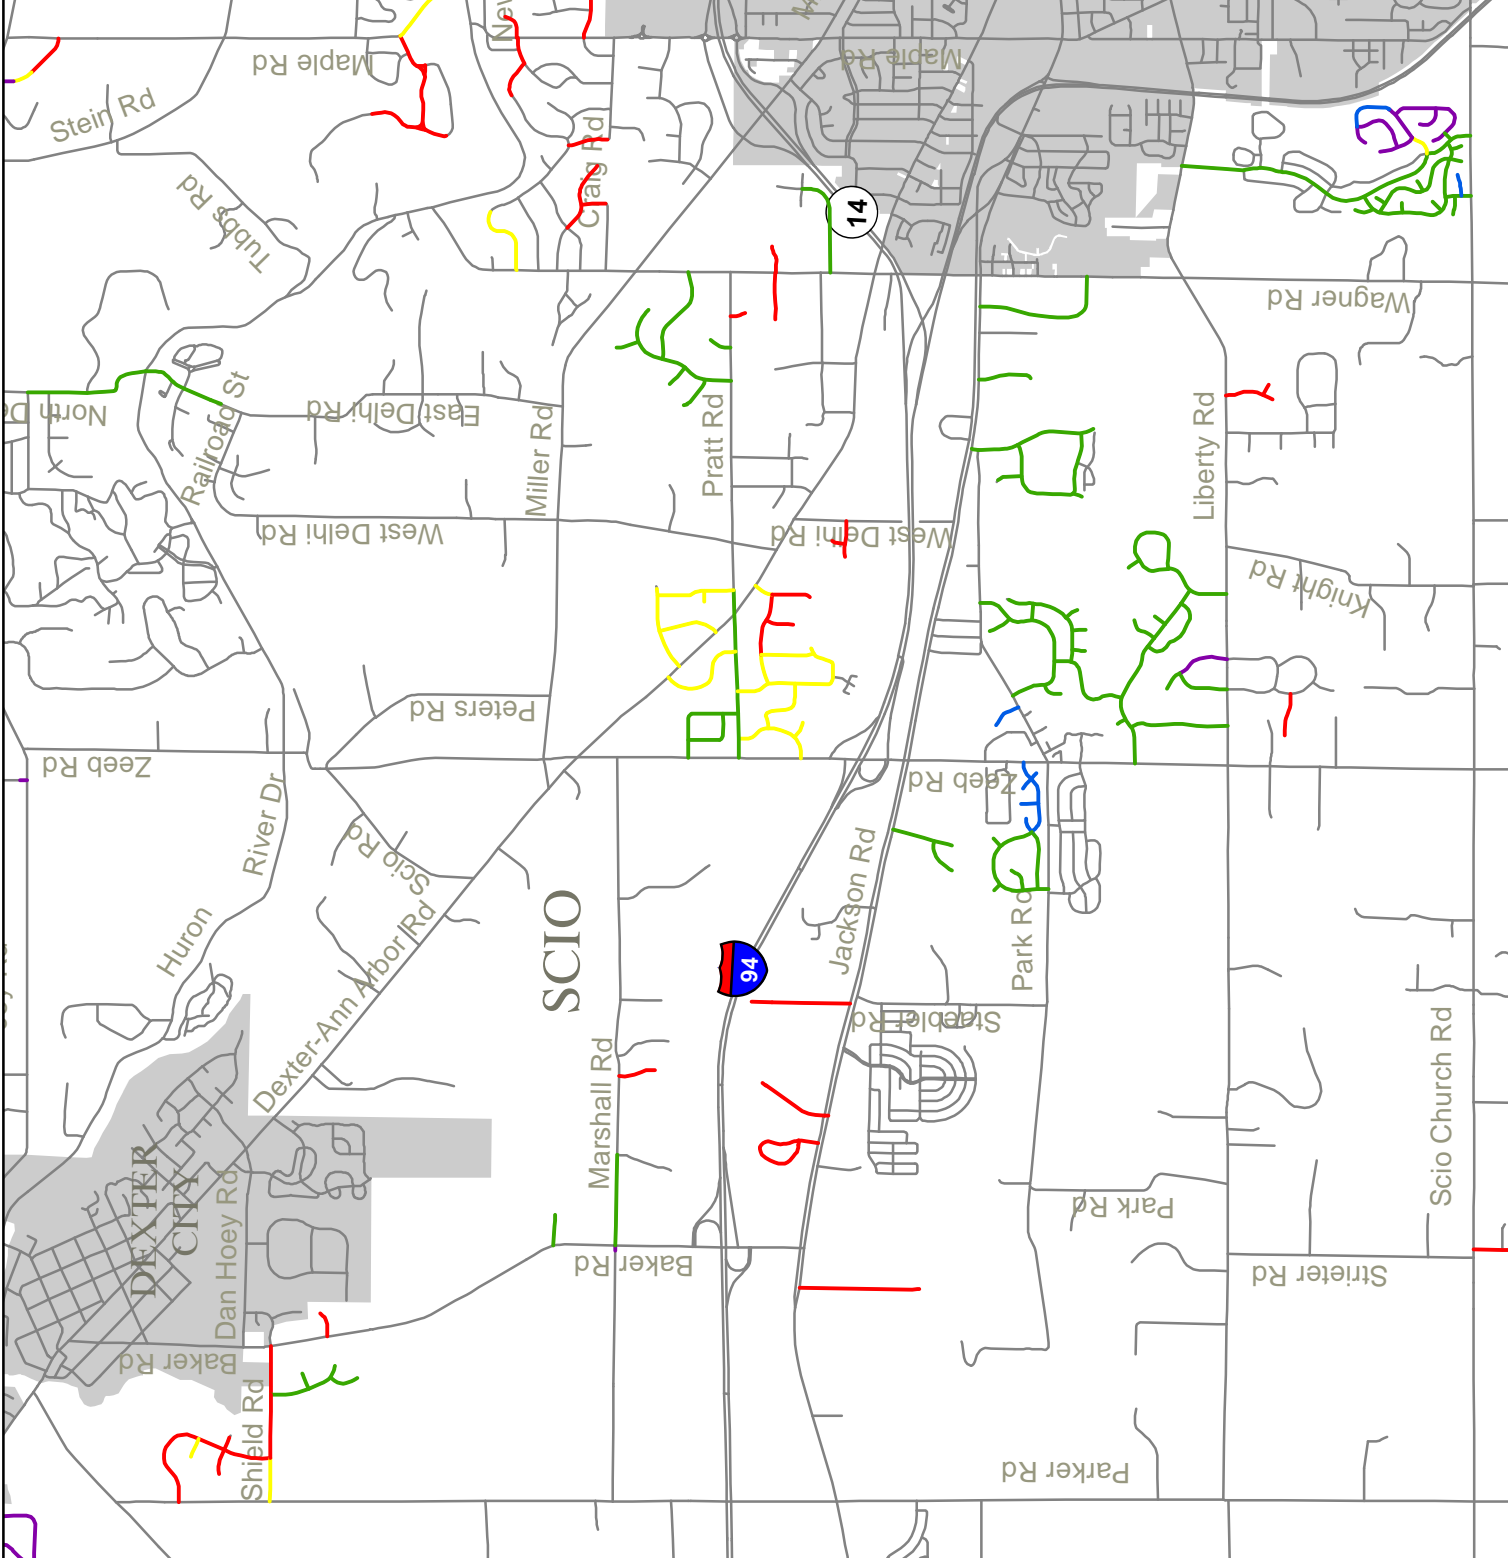 Maple Rd
Maple Rd
Stein Rd
Craig Rd
Tubbs Rd
14
Wagner Rd
Railroad St
East Delhi Rd
North
Miller Rd
Pratt Rd
Liberty Rd
West Delhi Rd
West Delhi Rd
Knight Rd
Peters Rd
Zeeb Rd
Zeeb Rd
River Dr
Huron
Scio Rd
SCIO
Jackson Rd
Park Rd
Dexter-Ann Arbor Rd
94
Staebler Rd
Marshall Rd
Scio Church Rd
DEXTER
CITY
Dan Hoey Rd
Park Rd
Baker Rd
Strieter Rd
Baker Rd
Shield Rd
Parker Rd